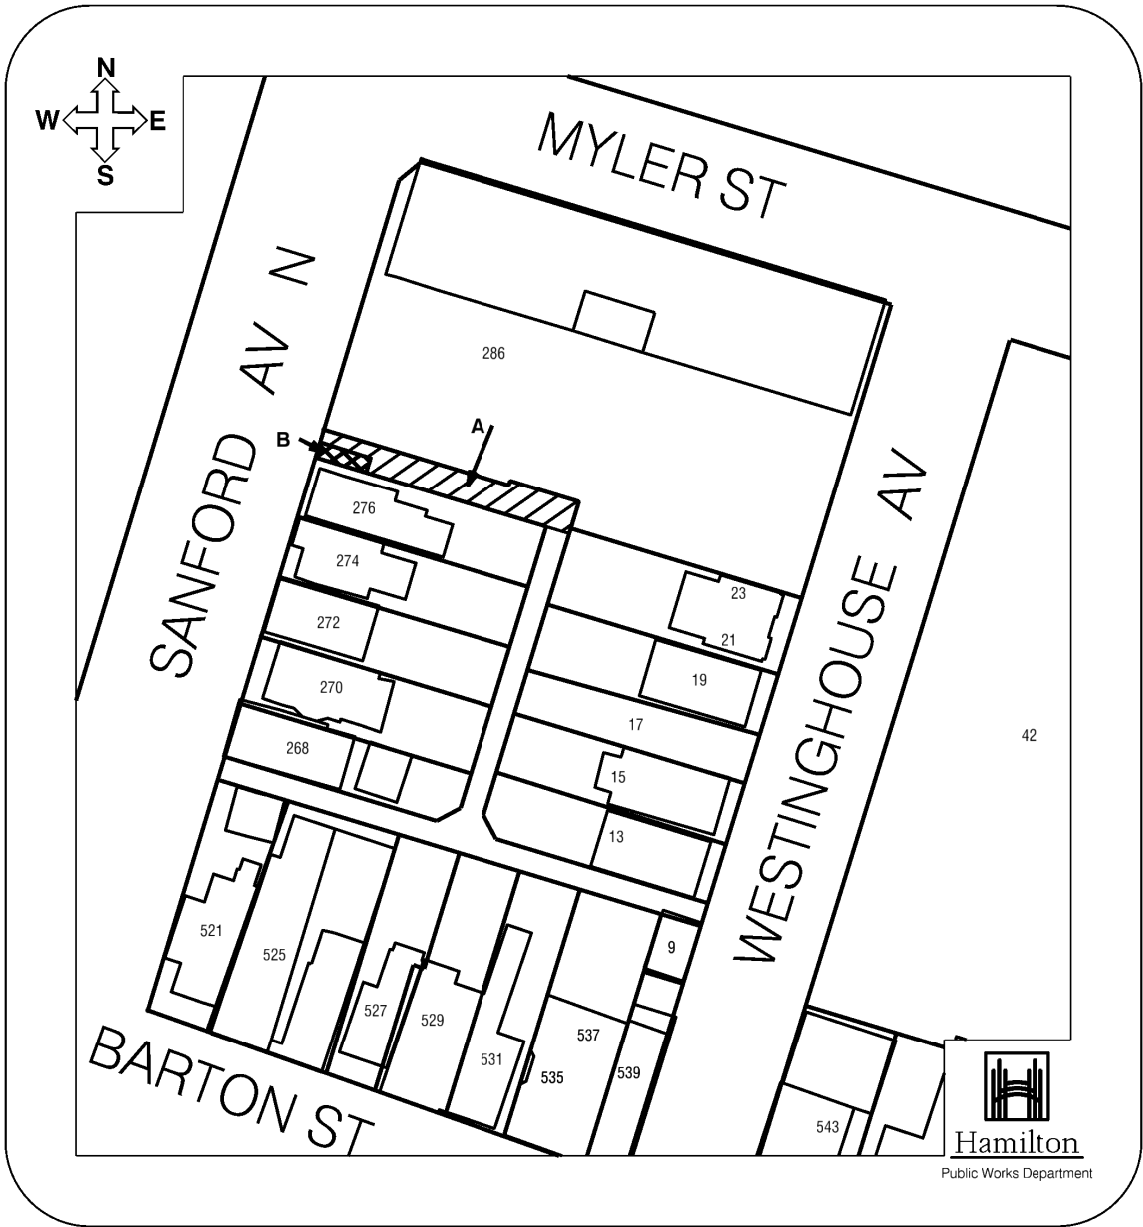 N
W E
S
MYLER ST
SANFORD AV N
286
A
B
276
274
272
270
268
23
21
19
17
15
13
WESTINGHOUSE AV
42
9
521
525
527
529
531
535
537
539
543
BARTON ST
Hamilton
Public Works Department